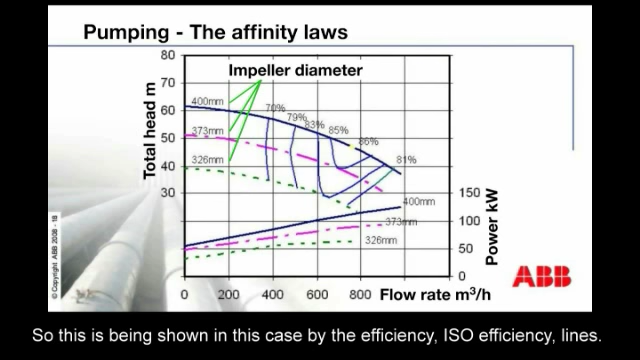 Pumping - The affinity laws
Impeller diameter
Total head m
80
70
60
50
40
30
400mm
373mm
326mm
70%
79%
83%
85%
86%
81%
150
100
50
0
Power kW
400mm
373mm
326mm
0
200
400
600
800
Flow rate m³/h
© Copyright ABB 2008 - 18
ABB
So this is being shown in this case by the efficiency, ISO efficiency, lines.